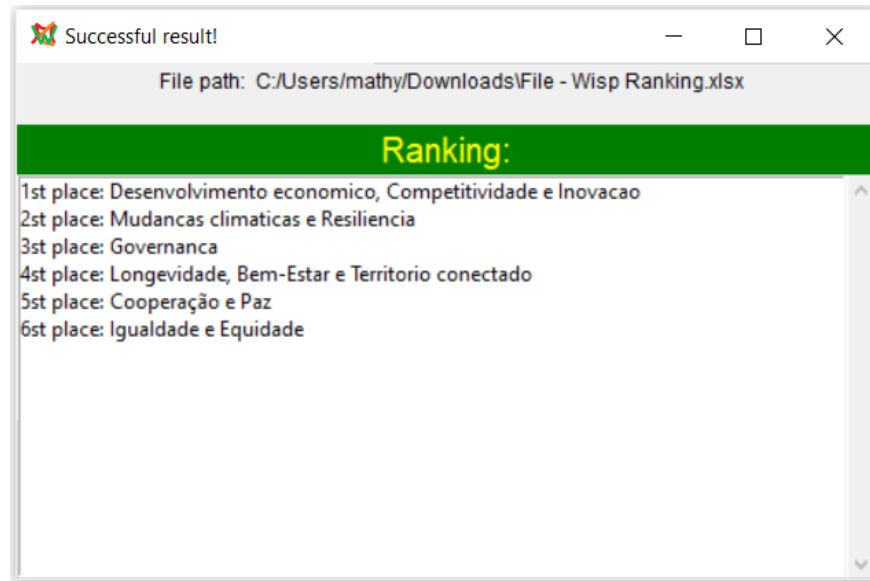 Successful result!
File path: C:/Users/mathy/Downloads\File - Wisp Ranking.xlsx
Ranking:
1st place: Desenvolvimento economico, Competitividade e Inovacao
2st place: Mudancas climaticas e Resiliencia
3st place: Governanca
4st place: Longevidade, Bem-Estar e Territorio conectado
5st place: Cooperação e Paz
6st place: Igualdade e Equidade